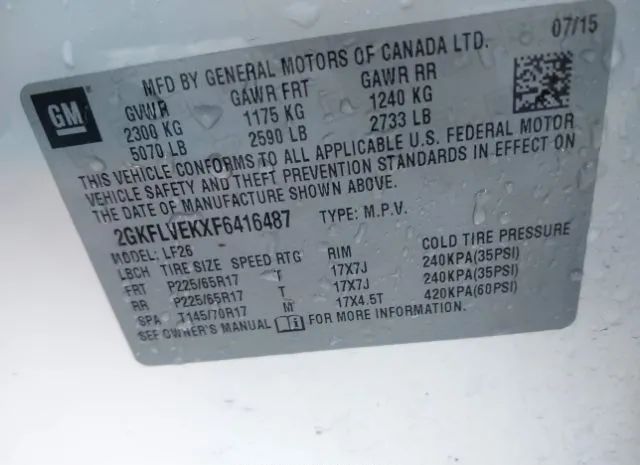 07/15
MFD BY GENERAL MOTORS OF CANADA LTD.
GM
GVWR GAWR FRT GAWR RR
2300 KG 1175 KG 1240 KG
5070 LB 2590 LB 2733 LB
THIS VEHICLE CONFORMS TO ALL APPLICABLE U.S. FEDERAL MOTOR
VEHICLE SAFETY AND THEFT PREVENTION STANDARDS IN EFFECT ON
THE DATE OF MANUFACTURE SHOWN ABOVE.
2GKFLVEKXF6416487 TYPE: M.P.V.
MODEL: LF26
LBCH TIRE SIZE SPEED RTG RIM COLD TIRE PRESSURE
FRT P225/65R17 T 17X7J 240KPA(35PSI)
RR P225/65R17 T 17X7J 240KPA(35PSI)
SPA T145/70R17 M 17X4.5T 420KPA(60PSI)
SEE OWNER'S MANUAL i FOR MORE INFORMATION.